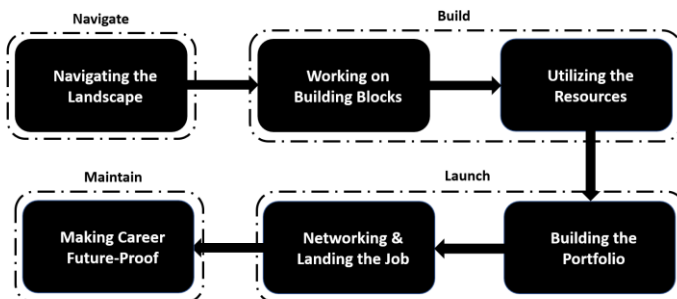 Navigate
Build
Navigating the
Landscape
Working on
Building Blocks
Utilizing the
Resources
Maintain
Launch
Making Career
Future-Proof
Networking &
Landing the Job
Building the
Portfolio